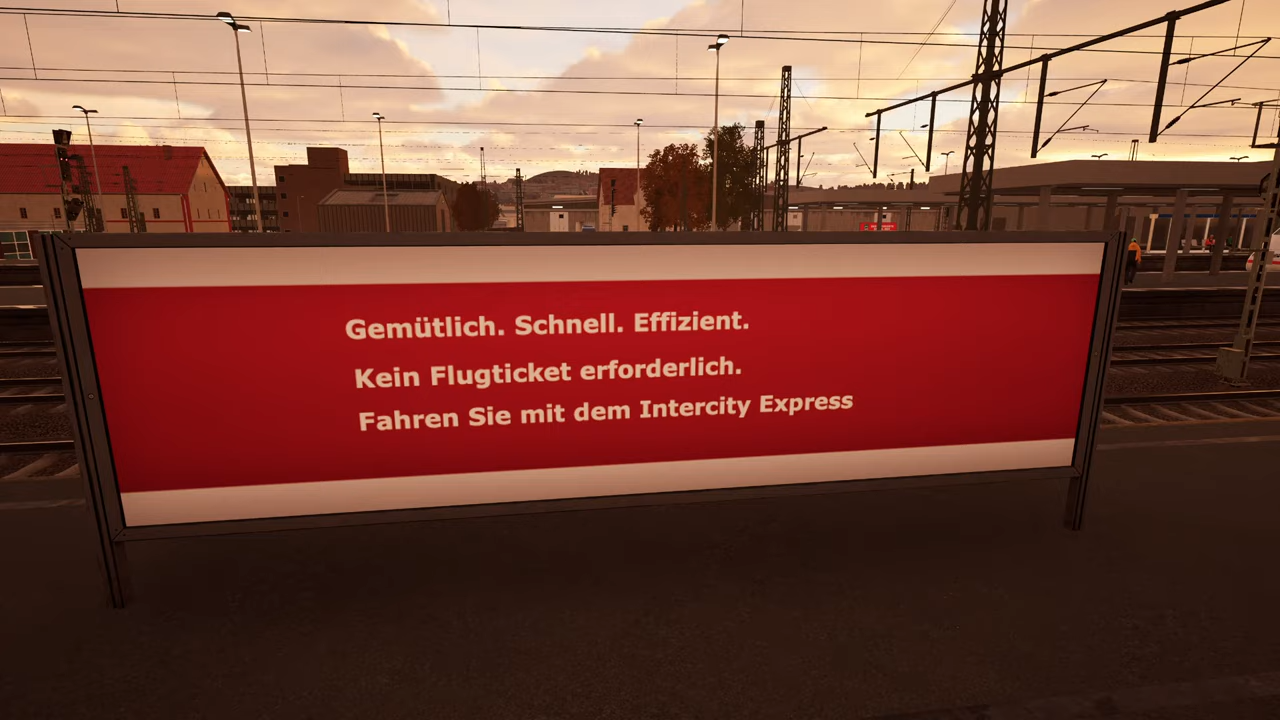 Gemütlich. Schnell. Effizient.
Kein Flugticket erforderlich.
Fahren Sie mit dem Intercity Express